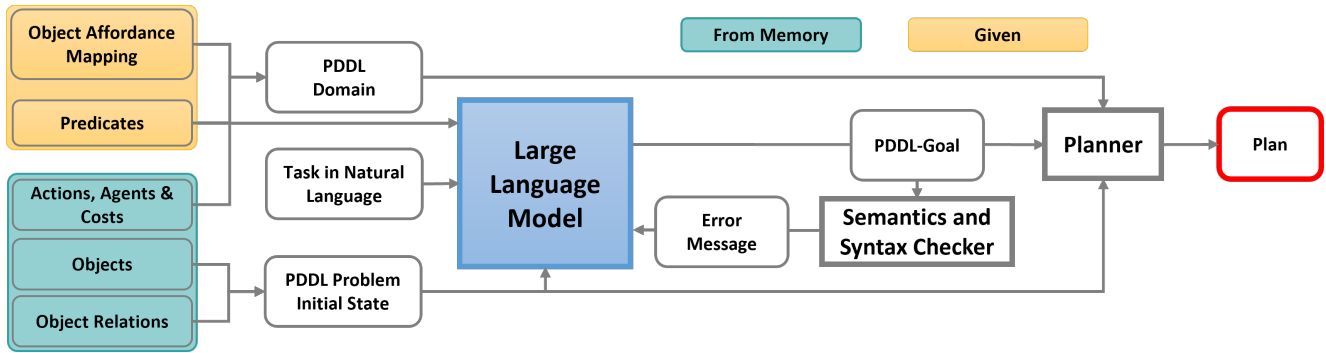 Object Affordance
Mapping
Predicates
Actions, Agents &
Costs
Objects
Object Relations
PDDL
Domain
Task in Natural
Language
PDDL Problem
Initial State
Large
Language
Model
From Memory
Given
PDDL-Goal
Error
Message
Semantics and
Syntax Checker
Planner
Plan